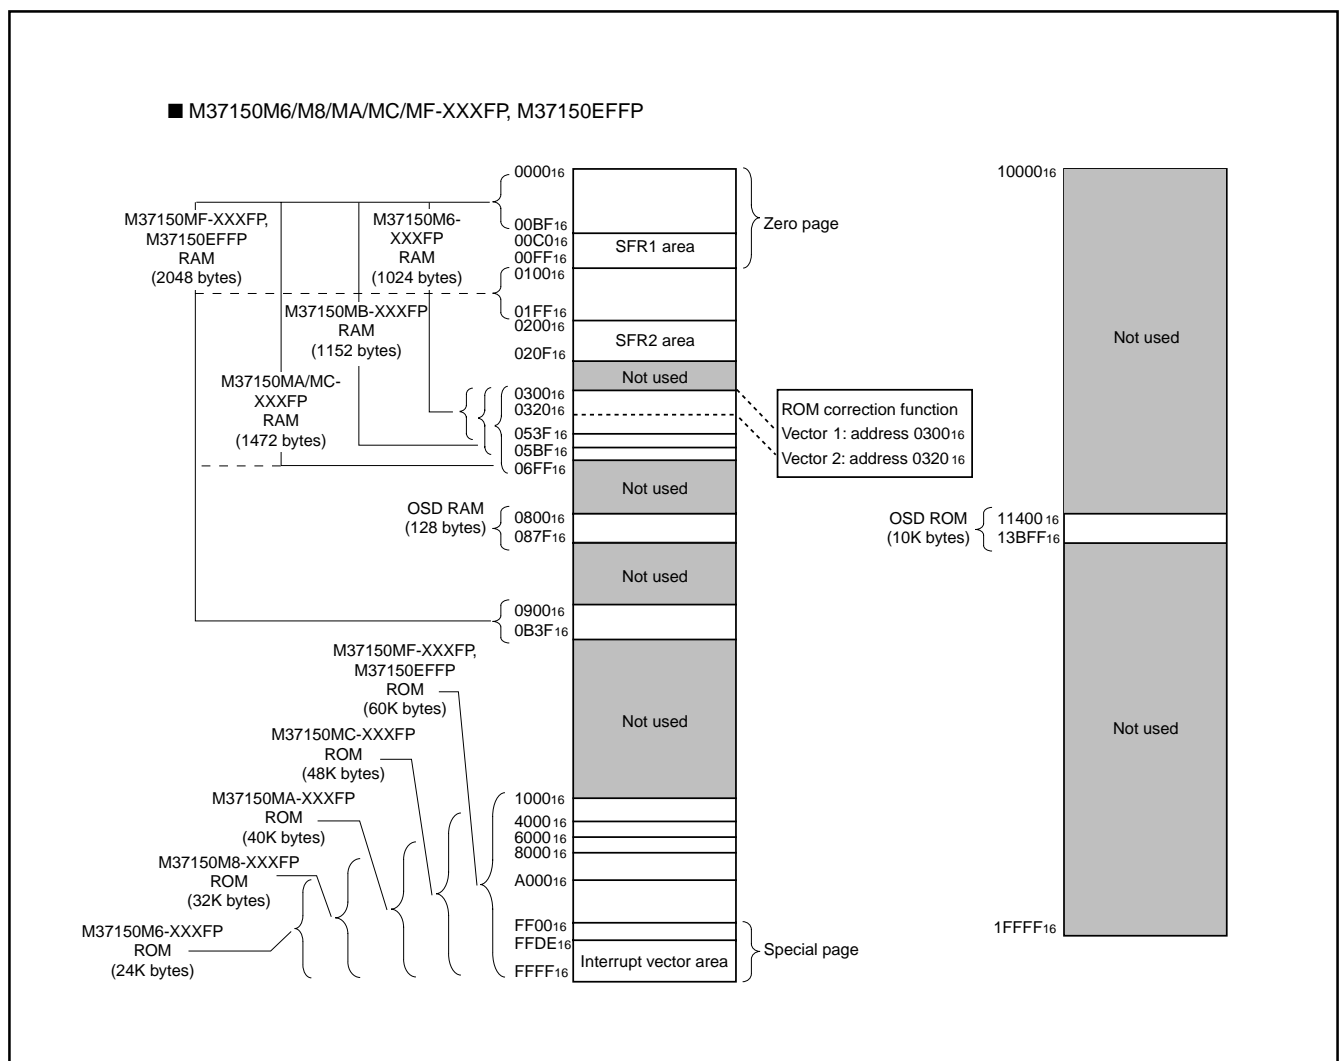 ■ M37150M6/M8/MA/MC/MF-XXXFP, M37150EFFP
M37150MF-XXXFP,
M37150EFFP
RAM
(2048 bytes)
M37150M6-
XXXFP
RAM
(1024 bytes)
M37150MB-XXXFP
RAM
(1152 bytes)
M37150MA/MC-
XXXFP
RAM
(1472 bytes)
OSD RAM
(128 bytes)
M37150MF-XXXFP,
M37150EFFP
ROM
(60K bytes)
M37150MC-XXXFP
ROM
(48K bytes)
M37150MA-XXXFP
ROM
(40K bytes)
M37150M8-XXXFP
ROM
(32K bytes)
M37150M6-XXXFP
ROM
(24K bytes)
0000₁₆
00BF₁₆
00C0₁₆
00FF₁₆
0100₁₆
01FF₁₆
0200₁₆
020F₁₆
0300₁₆
0320₁₆
053F₁₆
05BF₁₆
06FF₁₆
0800₁₆
087F₁₆
0900₁₆
0B3F₁₆
1000₁₆
4000₁₆
6000₁₆
8000₁₆
A000₁₆
FF00₁₆
FFDE₁₆
FFFF₁₆
SFR1 area
SFR2 area
Not used
Not used
Not used
Not used
Interrupt vector area
Zero page
ROM correction function
Vector 1: address 0300₁₆
Vector 2: address 0320₁₆
Special page
10000₁₆
Not used
OSD ROM
(10K bytes)
11400₁₆
13BFF₁₆
Not used
1FFFF₁₆